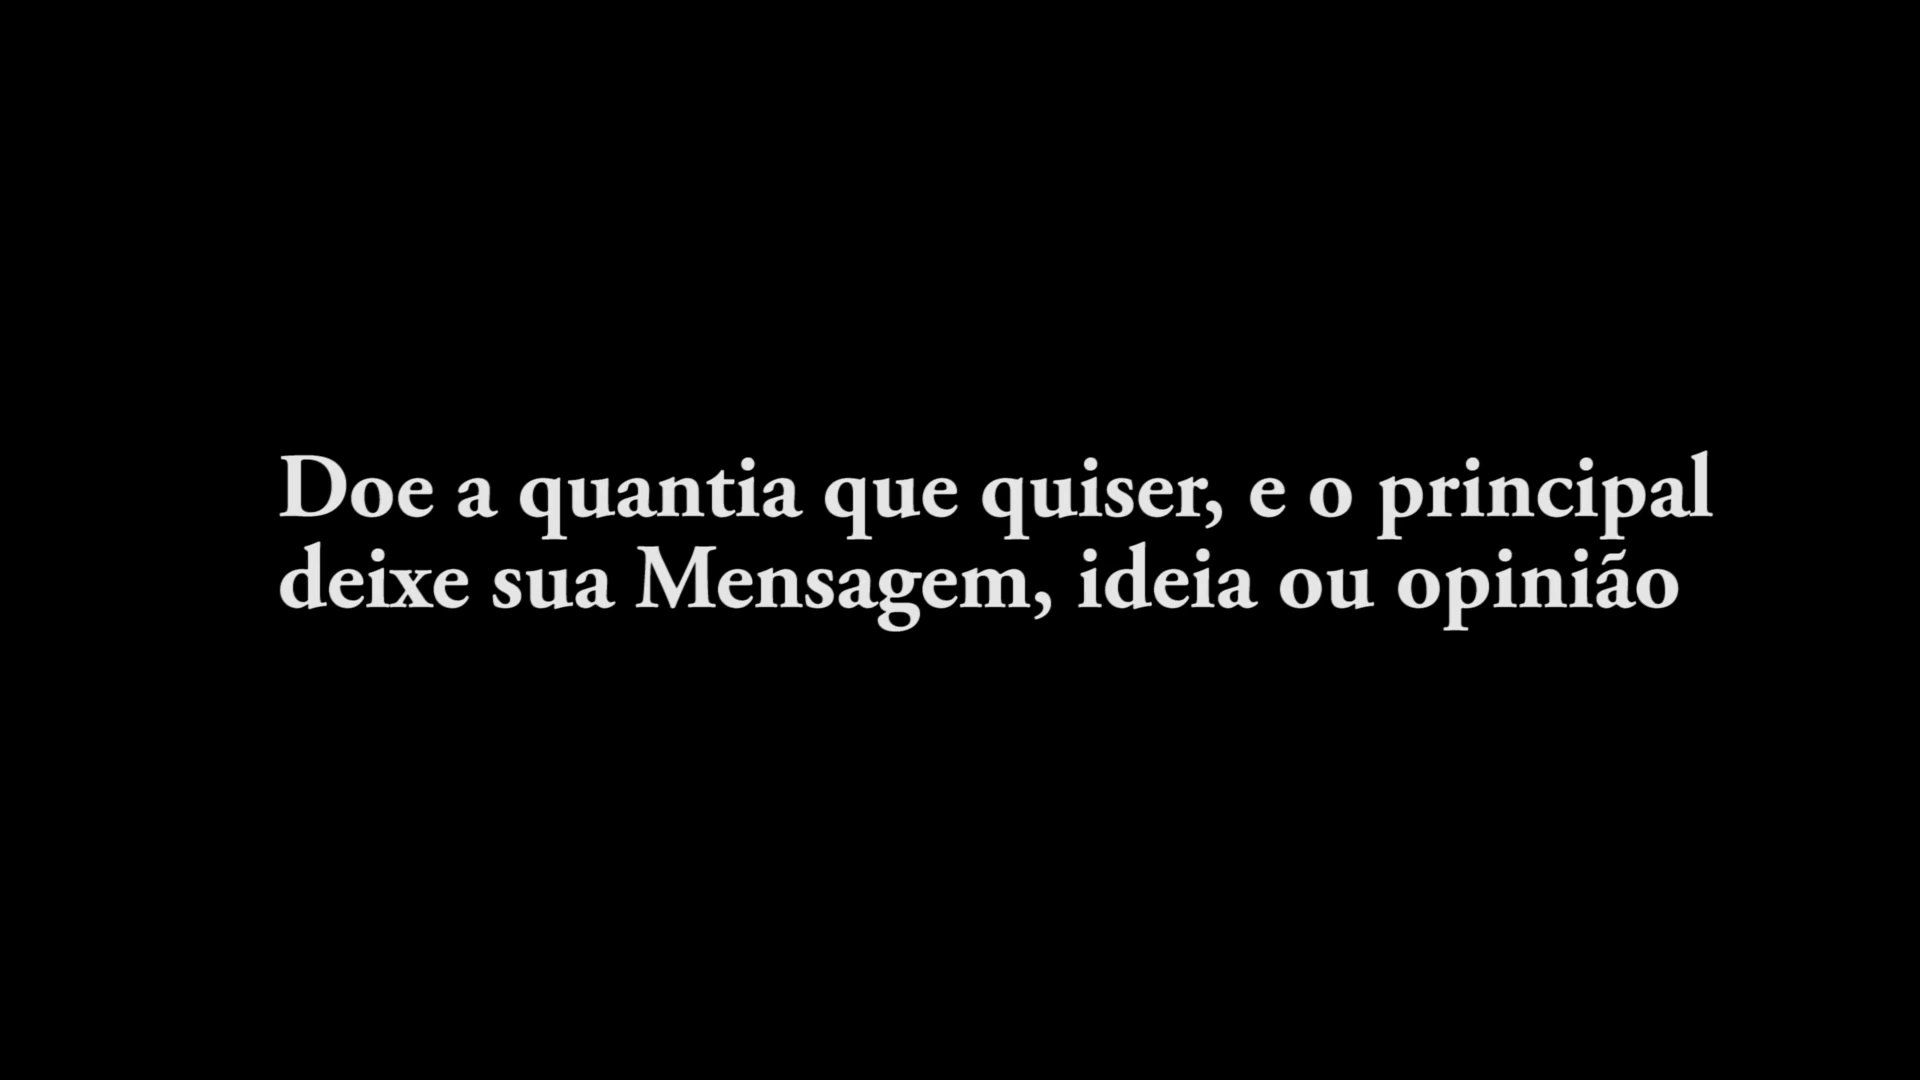 Doe a quantia que quiser, e o principal
deixe sua Mensagem, ideia ou opinião